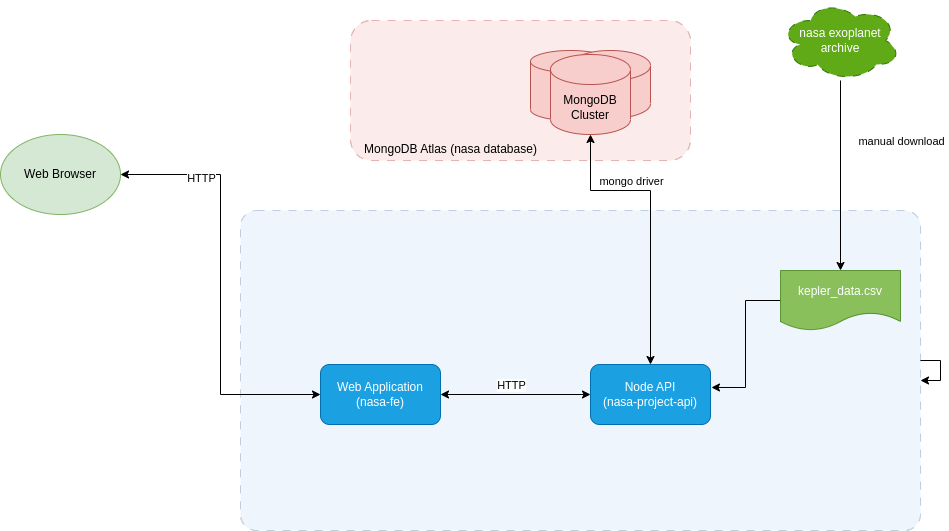 nasa exoplanet
archive
MongoDB
Cluster
manual download
MongoDB Atlas (nasa database)
Web Browser
HTTP
mongo driver
kepler_data.csv
Web Application
(nasa-fe)
HTTP
Node API
(nasa-project-api)